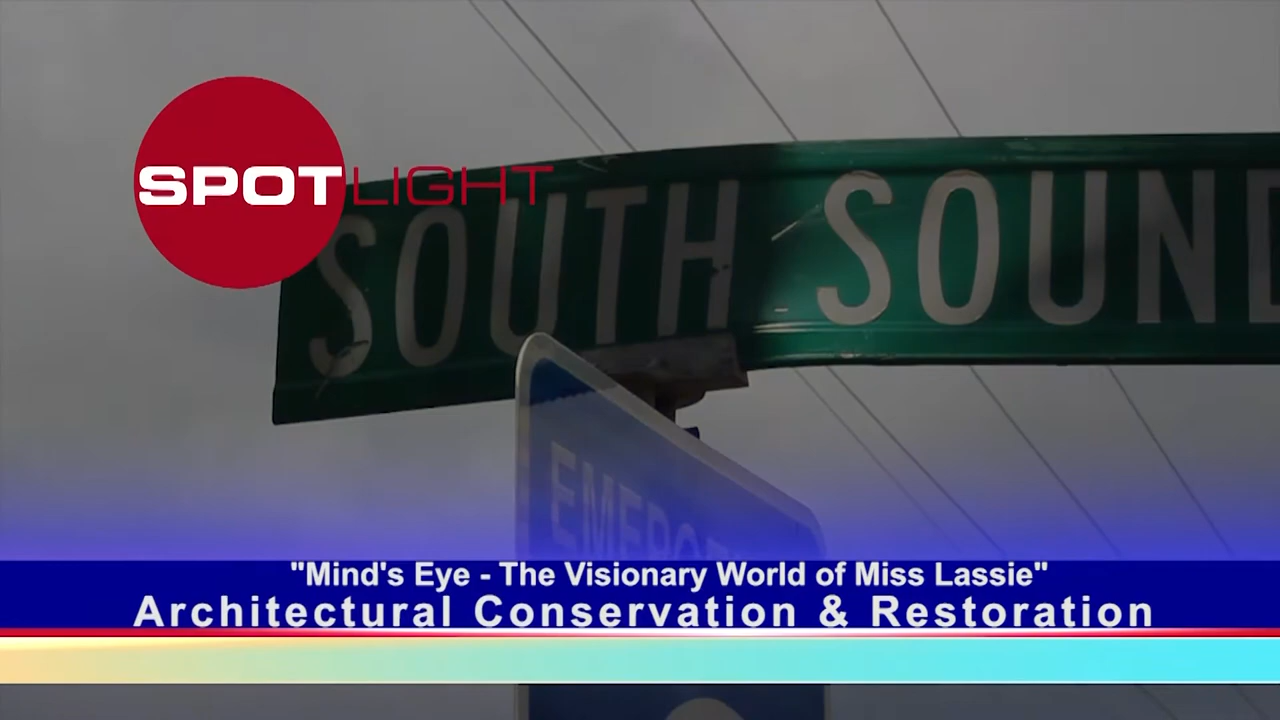 SPOTLIGHT
SOUTH SOUND
"Mind's Eye - The Visionary World of Miss Lassie"
Architectural Conservation & Restoration